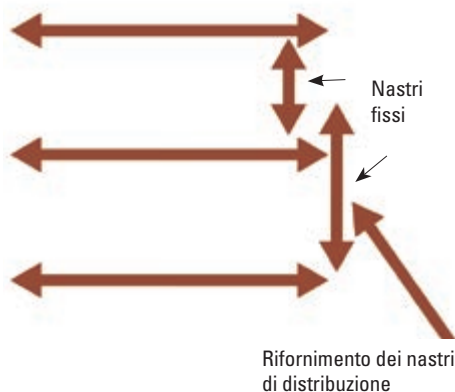 Nastri
fissi
Rifornimento dei nastri
di distribuzione